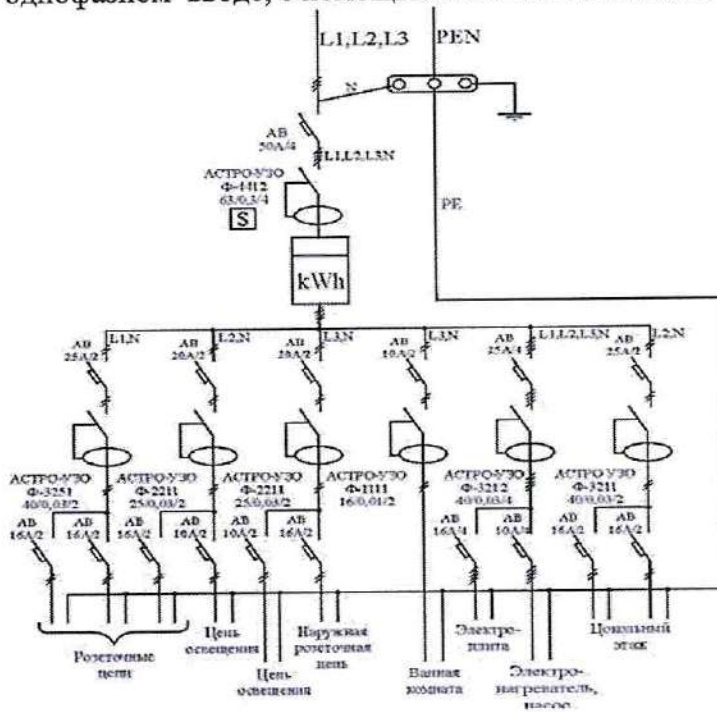 однофазном вводе, с
L1,L2,L3
PEN
N
АВ
50А/4
L1,L2,L3,N
АСТРО-УЗО
Ф-4412
63/0,3/4
S
PE
kWh
L1,N
L2,N
L3,N
L3,N
L1,L2,L3,N
L2,N
АВ
25А/2
АВ
20А/2
АВ
20А/2
АВ
10А/2
АВ
25А/4
АВ
25А/2
АСТРО-УЗО
Ф-3251
40/0,03/2
АСТРО-УЗО
Ф-2211
25/0,03/2
АСТРО-УЗО
Ф-2211
25/0,03/2
АСТРО-УЗО
Ф-1111
16/0,01/2
АСТРО-УЗО
Ф-3212
40/0,03/4
АСТРО-УЗО
Ф-3211
40/0,03/2
АВ
16А/2
АВ
16А/2
АВ
16А/2
АВ
10А/2
АВ
10А/2
АВ
16А/2
АВ
16А/4
АВ
10А/4
АВ
16А/2
АВ
16А/2
Розеточные
цепи
Цепь
освещения
Цепь
освещения
Наружная
розеточная
цепь
Ванная
комната
Электро-
плита
Электро-
нагреватель,
насос
Цокольный
этаж